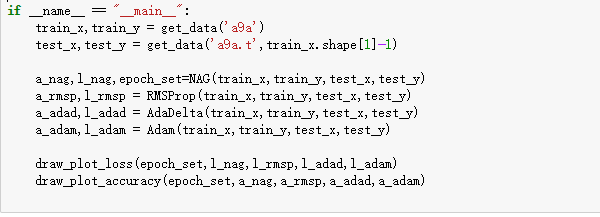 if __name__ == "__main__":
    train_x,train_y = get_data('a9a')
    test_x,test_y = get_data('a9a.t',train_x.shape[1]-1)

    a_nag,l_nag,epoch_set=NAG(train_x,train_y,test_x,test_y)
    a_rmsp,l_rmsp = RMSProp(train_x,train_y,test_x,test_y)
    a_adad,l_adad = AdaDelta(train_x,train_y,test_x,test_y)
    a_adam,l_adam = Adam(train_x,train_y,test_x,test_y)

    draw_plot_loss(epoch_set,l_nag,l_rmsp,l_adad,l_adam)
    draw_plot_accuracy(epoch_set,a_nag,a_rmsp,a_adad,a_adam)